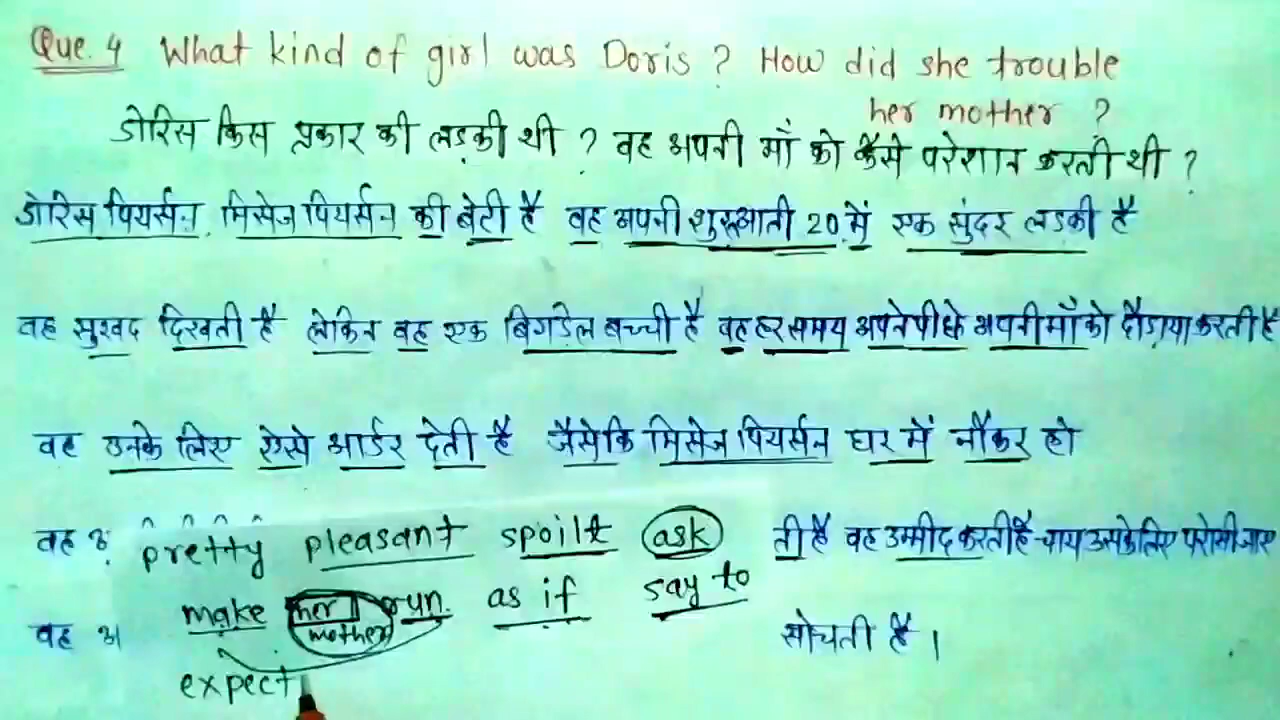 Que. 4 What kind of girl was Doris ? How did she trouble
her mother ?
डोरिस किस प्रकार की लड़की थी ? वह अपनी माँ को कैसे परेशान करती थी ?
डोरिस पियर्सन, मिसेज पियर्सन की बेटी है वह अपनी शुरुआती 20 में एक सुंदर लडकी है
वह सुखद दिखती है लेकिन वह एक बिगडेल बच्ची है वह हर समय अपने पीछे अपनी माँ को दौड़ाया करती है
वह उनके लिए ऐसे आर्डर देती है जैसेकि मिसेज पियर्सन घर में नौकर हो
वह ती है वह उम्मीद करती है चाय उसके लिए परोसी जाए
pretty pleasant spoilt ask
make her run. as if say to
mother
वह सोचती है ।
expect